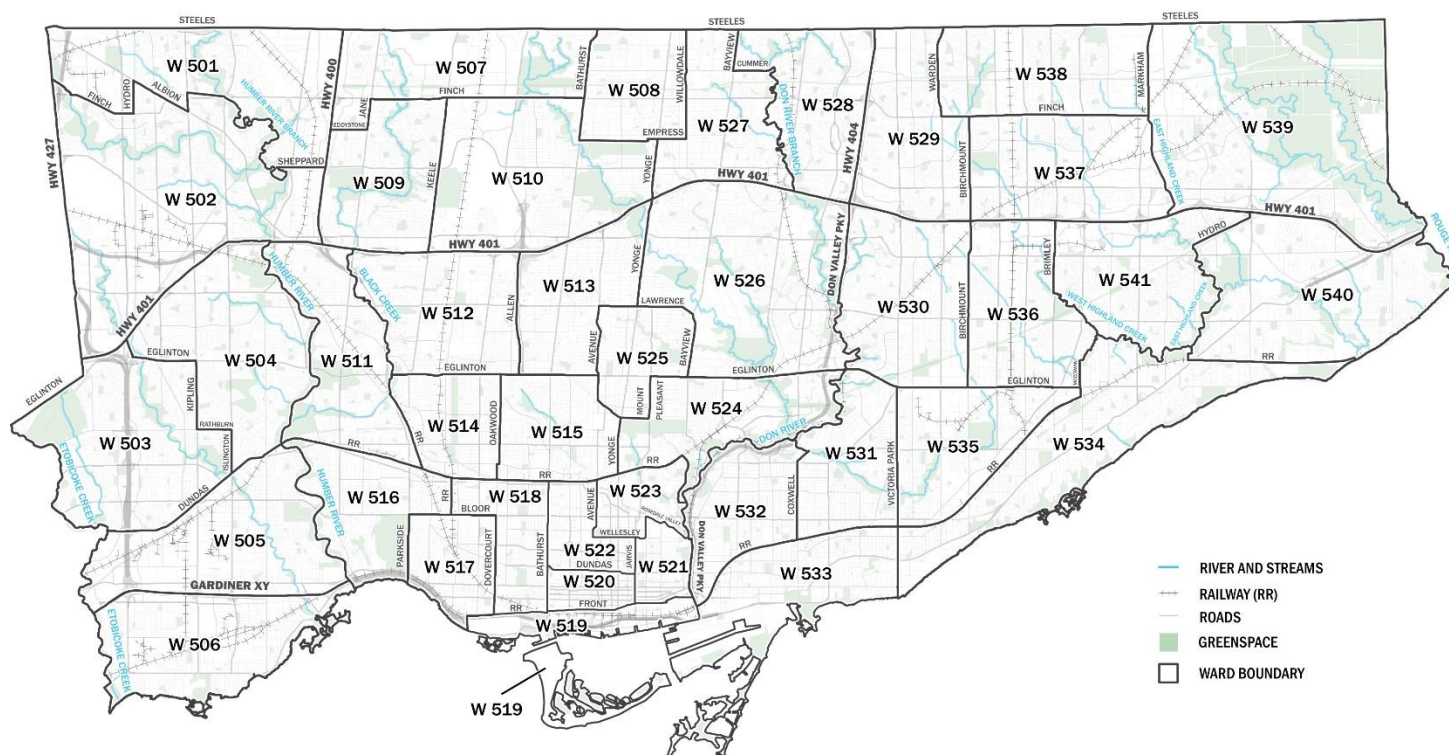 STEELES
STEELES
STEELES
W 501
HWY 400
W 507
BATHURST
W 508
WILLOWDALE
BAYVIEW
CUMMER
W 528
WARDEN
W 538
MARKHAM
FINCH
HYDRO
ALBION
HUMBER RIVER BRANCH
JANE
FINCH
EDDYSTONE
EMPRESS
W 527
DON RIVER BRANCH
HWY 404
W 529
FINCH
W 539
EAST HIGHLAND CREEK
HWY 427
SHEPPARD
W 509
KEELE
W 510
YONGE
HWY 401
BIRCHMOUNT
W 537
W 502
HWY 401
HWY 401
ROUGE
HUMBER RIVER
BLACK CREEK
W 513
YONGE
W 526
DON VALLEY PKY
HYDRO
BRIMLEY
W 541
HWY 401
W 512
ALLEN
LAWRENCE
W 530
BIRCHMOUNT
W 536
WEST HIGHLAND CREEK
EAST HIGHLAND CREEK
W 540
EGLINTON
W 504
W 511
AVENUE
W 525
BAYVIEW
EGLINTON
EGLINTON
EGLINTON
RR
EGLINTON
KIPLING
MOUNT
PLEASANT
W 524
W 503
RATHBURN
ISLINGTON
RR
RR
W 514
OAKWOOD
W 515
YONGE
DON RIVER
W 531
VICTORIA PARK
W 535
W 534
RR
ETOBICOKE CREEK
DUNDAS
HUMBER RIVER
W 516
RR
RR
RR
W 518
BLOOR
AVENUE
W 523
ROSEDALE VALLEY
WELLESLEY
W 532
COXWELL
W 505
PARKSIDE
W 517
DOVERCOURT
BATHURST
W 522
DUNDAS
JARVIS
W 521
DON VALLEY PKY
RR
W 533
W 520
GARDINER XY
RR
FRONT
W 519
ETOBICOKE CREEK
W 506
W 519
RIVER AND STREAMS
RAILWAY (RR)
ROADS
GREENSPACE
WARD BOUNDARY